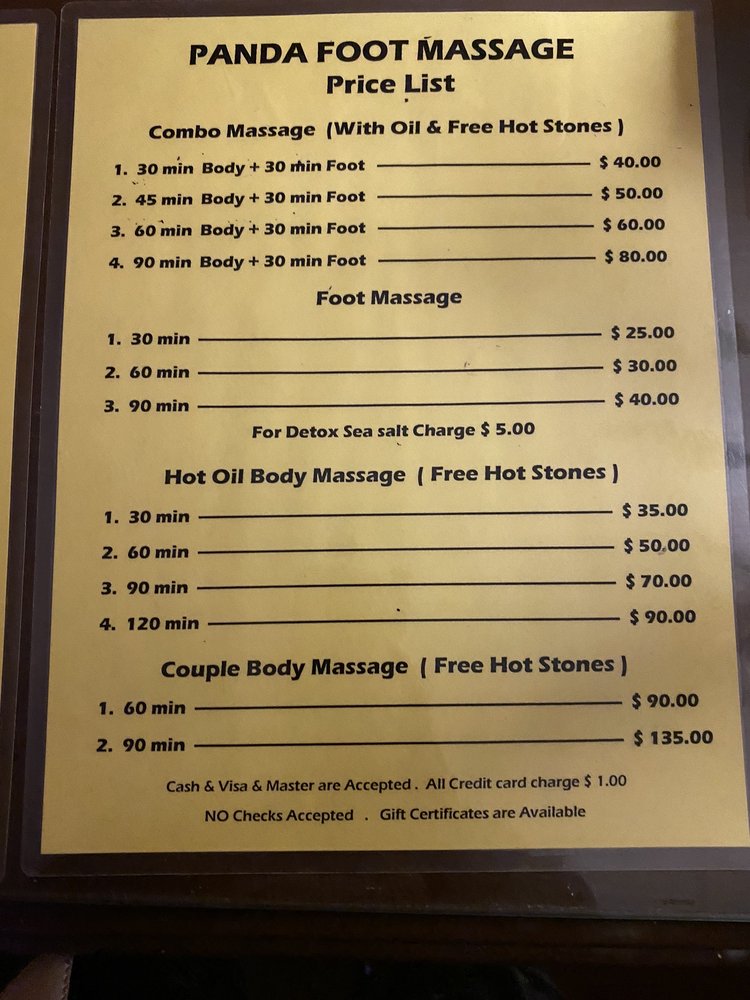 PANDA FOOT MASSAGE
Price List
Combo Massage (With Oil & Free Hot Stones )
1. 30 min Body + 30 min Foot $ 40.00
2. 45 min Body + 30 min Foot $ 50.00
3. 60 min Body + 30 min Foot $ 60.00
4. 90 min Body + 30 min Foot $ 80.00
Foot Massage
1. 30 min $ 25.00
2. 60 min $ 30.00
3. 90 min $ 40.00
For Detox Sea salt Charge $ 5.00
Hot Oil Body Massage ( Free Hot Stones )
1. 30 min $ 35.00
2. 60 min $ 50.00
3. 90 min $ 70.00
4. 120 min $ 90.00
Couple Body Massage ( Free Hot Stones )
1. 60 min $ 90.00
2. 90 min $ 135.00
Cash & Visa & Master are Accepted . All Credit card charge $ 1.00
NO Checks Accepted . Gift Certificates are Available